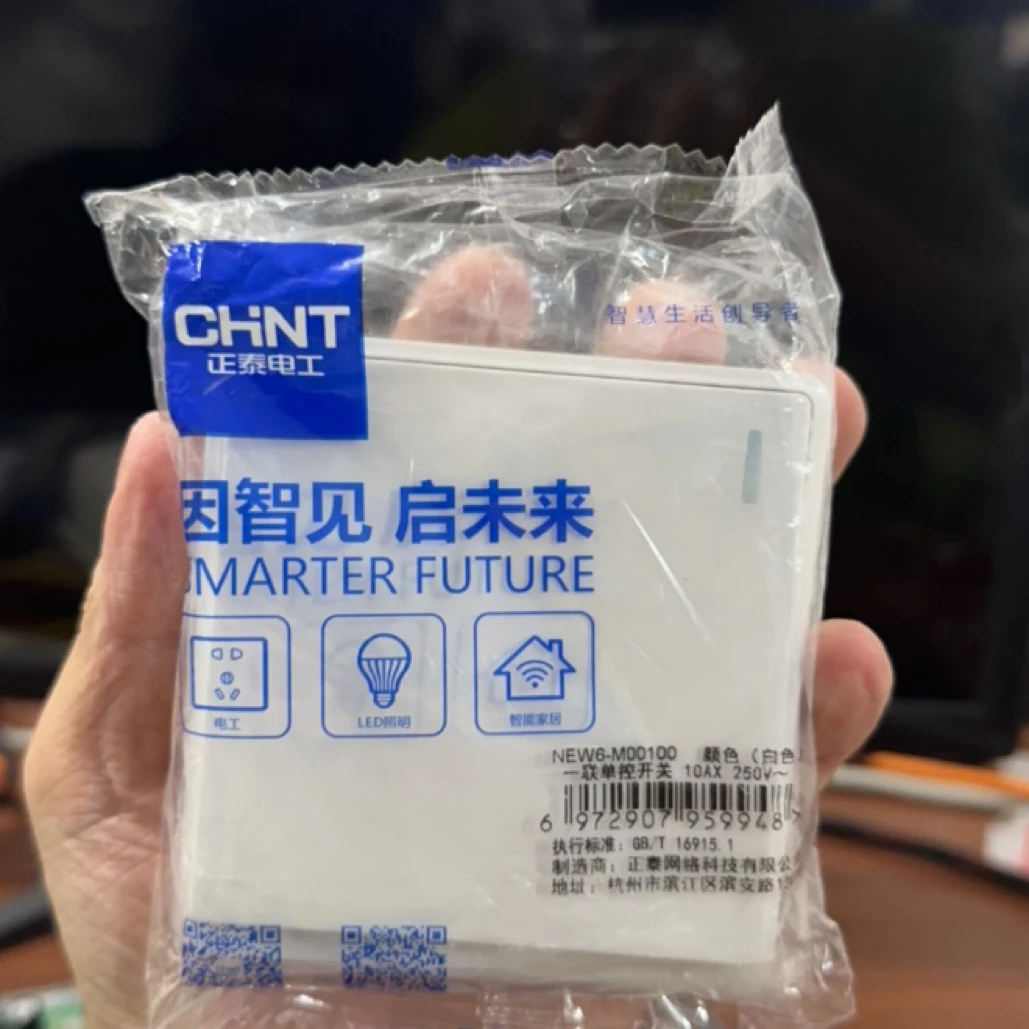 CHNT
正泰电工
智慧生活创导者
因智见 启未来
SMARTER FUTURE
电工
LED照明
智能家居
NEW6-M00100 颜色（白色）
一联单控开关 10AX 250V～
6 972907 959948 >
执行标准：GB/T 16915.1
制造商：正泰网络科技有限公
地址：杭州市滨江区滨安路1